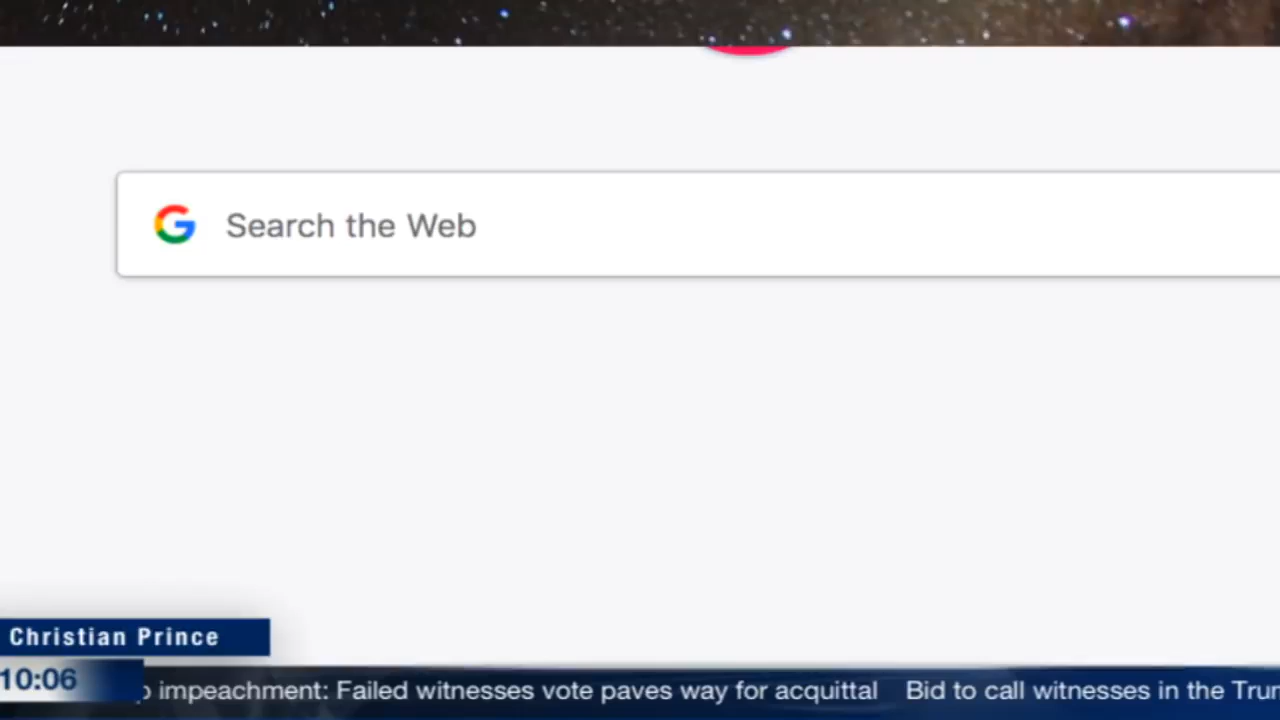 Search the Web
Christian Prince
10:06
impeachment: Failed witnesses vote paves way for acquittal Bid to call witnesses in the